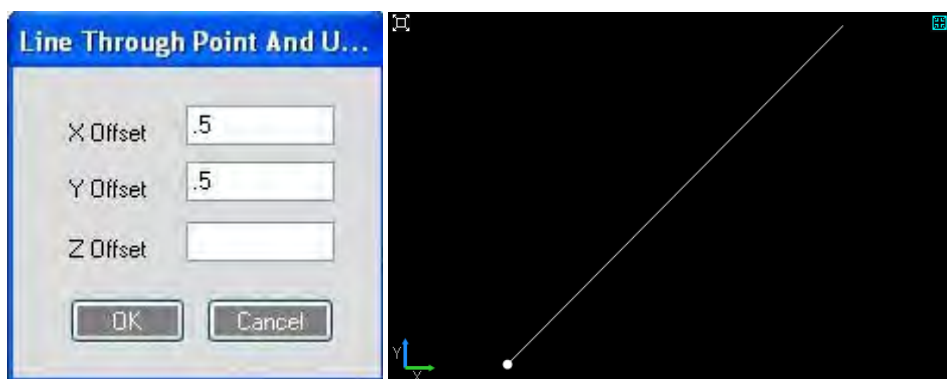 Line Through Point And U...
X Offset .5
Y Offset .5
Z Offset
OK Cancel
Y
X